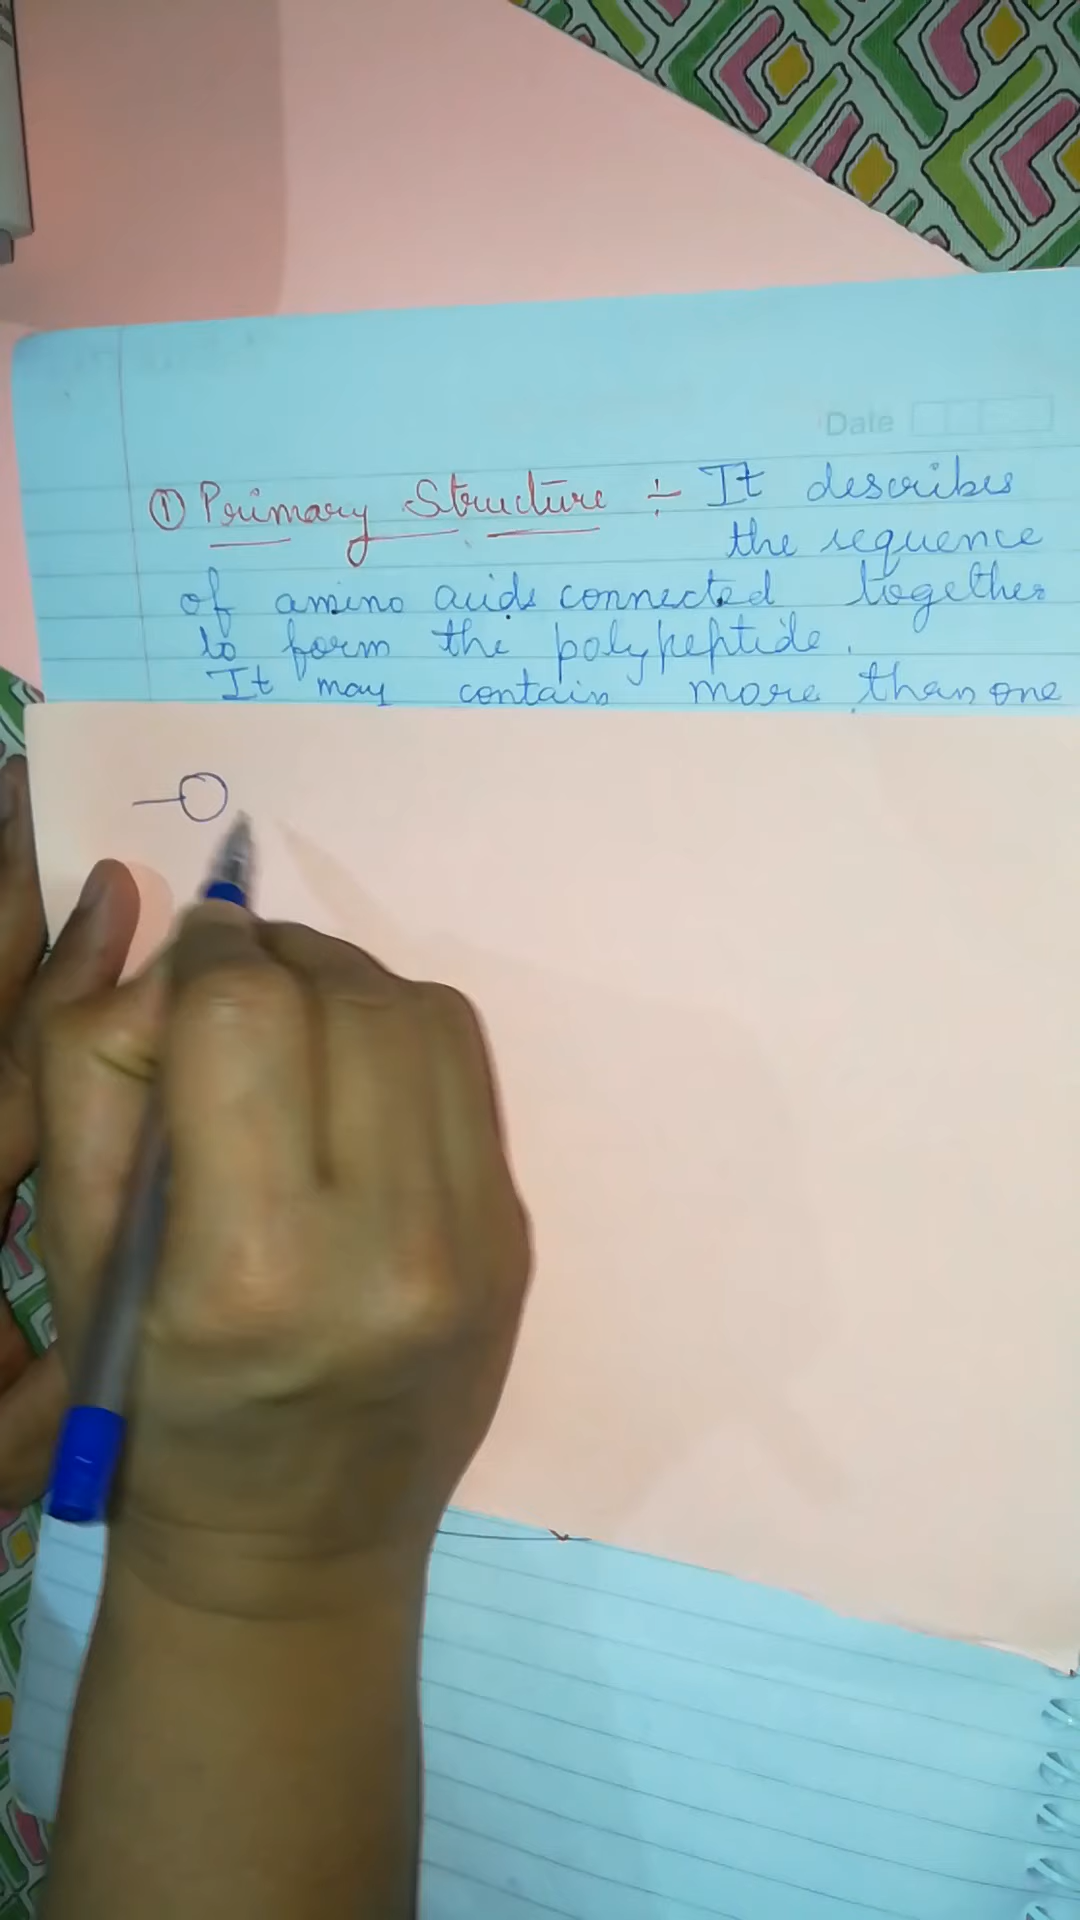 Date
① Primary Structure ÷ It describes
the sequence
of amino acids connected together
to form the polypeptide.
It may contain more than one